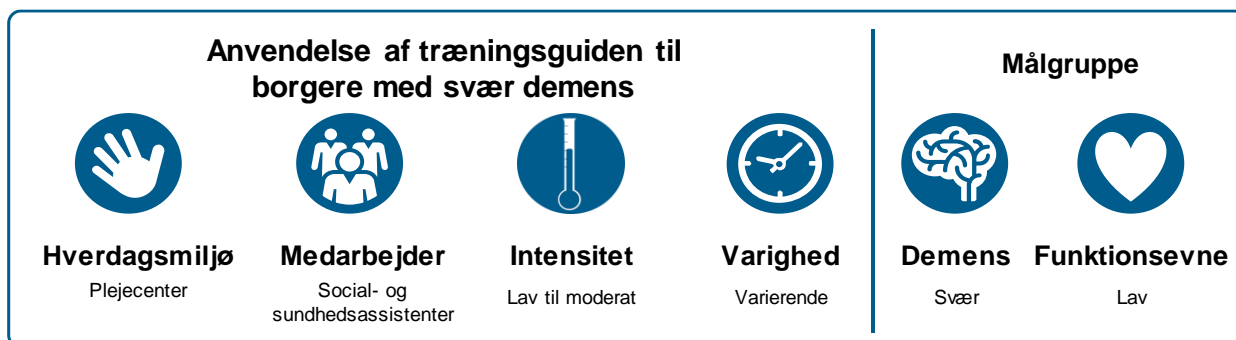 Anvendelse af træningsguiden til
borgere med svær demens
Hverdagsmiljø
Plejecenter
Medarbejder
Social- og
sundhedsassistenter
Intensitet
Lav til moderat
Varighed
Varierende
Målgruppe
Demens
Svær
Funktionsevne
Lav